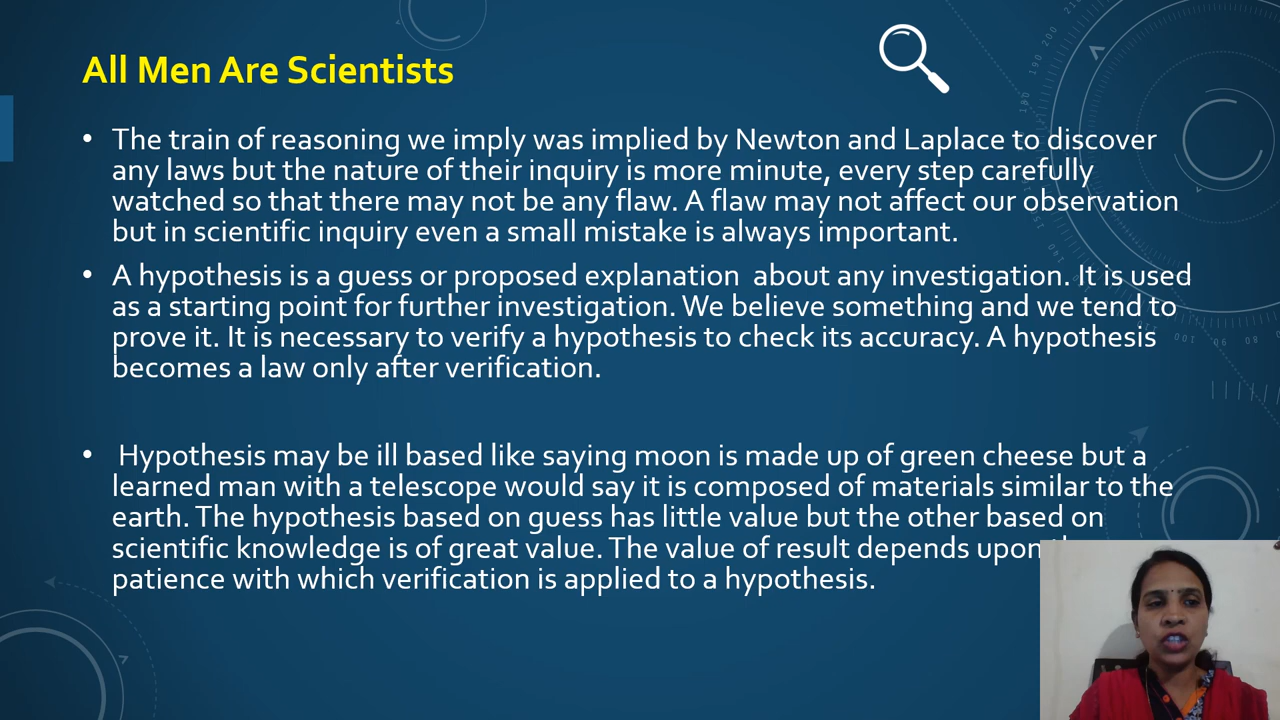 All Men Are Scientists
• The train of reasoning we imply was implied by Newton and Laplace to discover
any laws but the nature of their inquiry is more minute, every step carefully
watched so that there may not be any flaw. A flaw may not affect our observation
but in scientific inquiry even a small mistake is always important.
• A hypothesis is a guess or proposed explanation about any investigation. It is used
as a starting point for further investigation. We believe something and we tend to
prove it. It is necessary to verify a hypothesis to check its accuracy. A hypothesis
becomes a law only after verification.
• Hypothesis may be ill based like saying moon is made up of green cheese but a
learned man with a telescope would say it is composed of materials similar to the
earth. The hypothesis based on guess has little value but the other based on
scientific knowledge is of great value. The value of result depends upon
patience with which verification is applied to a hypothesis.